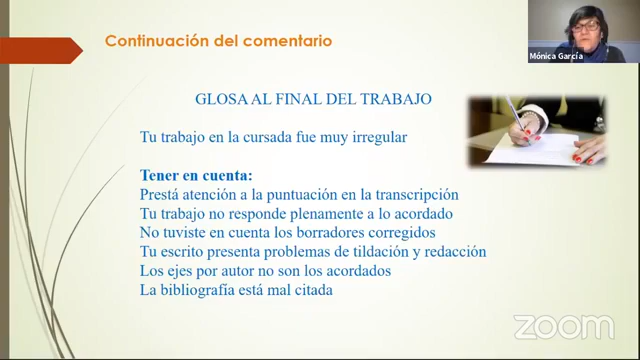 Continuación del comentario
Mónica García
GLOSA AL FINAL DEL TRABAJO
Tu trabajo en la cursada fue muy irregular
Tener en cuenta:
Prestá atención a la puntuación en la transcripción
Tu trabajo no responde plenamente a lo acordado
No tuviste en cuenta los borradores corregidos
Tu escrito presenta problemas de tildación y redacción
Los ejes por autor no son los acordados
La bibliografía está mal citada
zoom